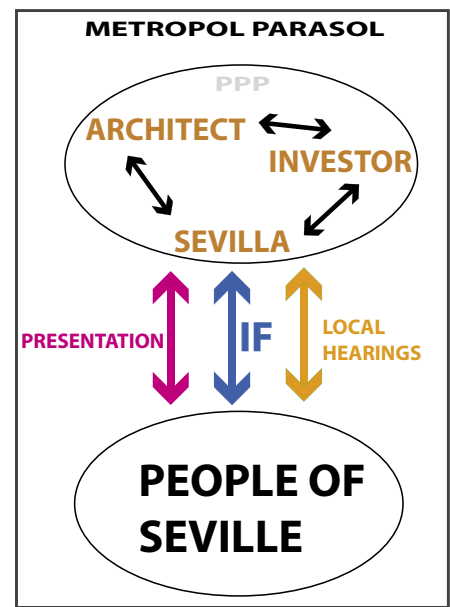 METROPOL PARASOL
PPP
ARCHITECT
INVESTOR
SEVILLA
PRESENTATION
IF
LOCAL
HEARINGS
PEOPLE OF
SEVILLE